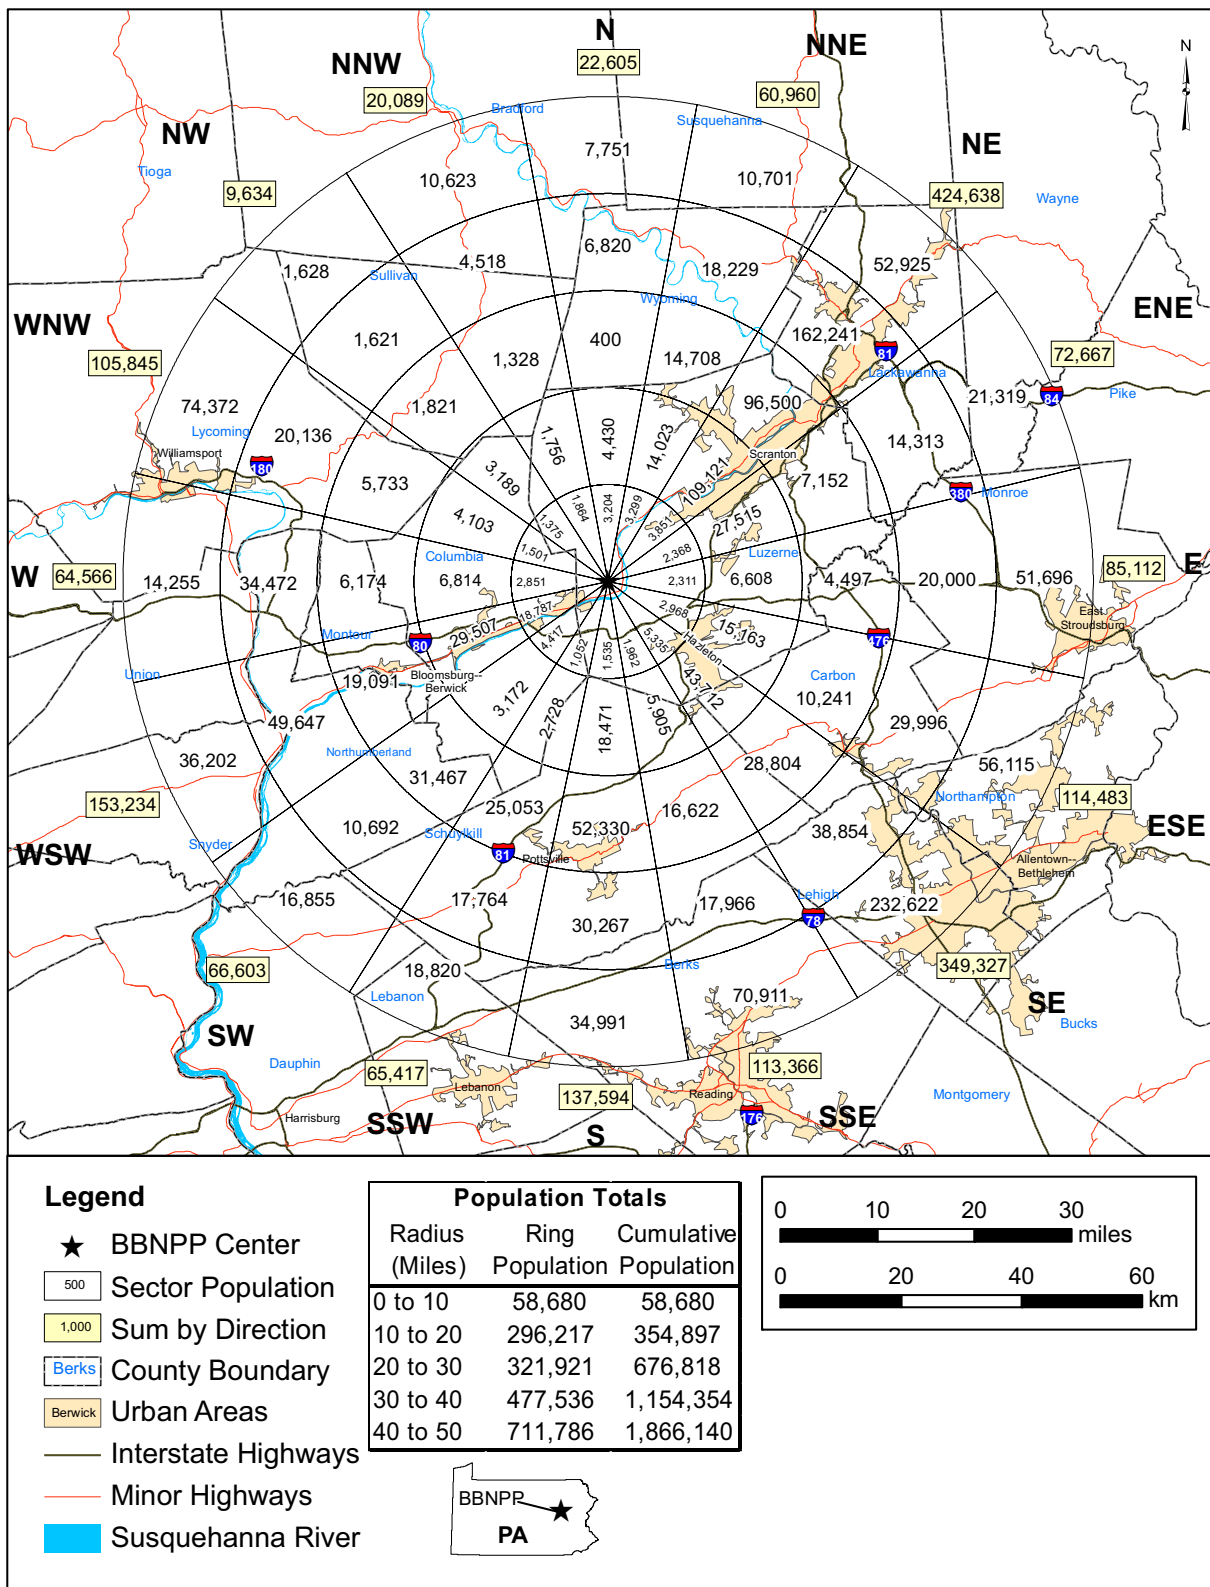 N
NNW
22,605
NNE
N
20,089
60,960
NW
Bradford
Susquehanna
NE
7,751
Tioga
10,623
10,701
9,634
424,638
Wayne
6,820
1,628
Sullivan
4,518
18,229
52,925
Wyoming
ENE
WNW
1,621
1,328
400
14,708
162,241
81
105,845
72,667
Lackawanna
74,372
1,821
96,500
21,319
84
Pike
Lycoming
20,136
1,756
4,430
14,023
14,313
Williamsport
Scranton
180
5,733
3,189
109,121
7,152
380
Monroe
4,103
1,375
1,864
3,204
3,299
3,851
27,515
Columbia
1,501
2,368
Luzerne
W
64,566
14,255
34,472
6,174
6,814
2,851
2,311
6,608
4,497
20,000
51,696
85,112
E
Montour
80
29,507
18,787
2,968
15,163
476
East
Stroudsburg
Union
19,091
Bloomsburg--
Berwick
4,417
1,052
1,535
1,962
5,335
Hazleton
Carbon
3,172
2,728
18,471
5,905
43,712
10,241
49,647
29,996
36,202
Northumberland
31,467
28,804
56,115
153,234
25,053
16,622
Northampton
114,483
WSW
Snyder
10,692
Schuylkill
52,330
38,854
ESE
81
Pottsville
Allentown--
Bethlehem
16,855
17,764
17,966
Lehigh
232,622
78
30,267
66,603
18,820
Berks
349,327
Lebanon
70,911
SE
SW
34,991
Bucks
Dauphin
65,417
Lebanon
137,594
113,366
Reading
Montgomery
Harrisburg
SSW
S
176
SSE
Legend
BBNPP Center
500
Sector Population
1,000
Sum by Direction
Berks
County Boundary
Berwick
Urban Areas
Interstate Highways
Minor Highways
Susquehanna River
Population Totals
Radius Ring Cumulative
(Miles) Population Population
0 to 10 58,680 58,680
10 to 20 296,217 354,897
20 to 30 321,921 676,818
30 to 40 477,536 1,154,354
40 to 50 711,786 1,866,140
BBNPP
PA
0 10 20 30
miles
0 20 40 60
km